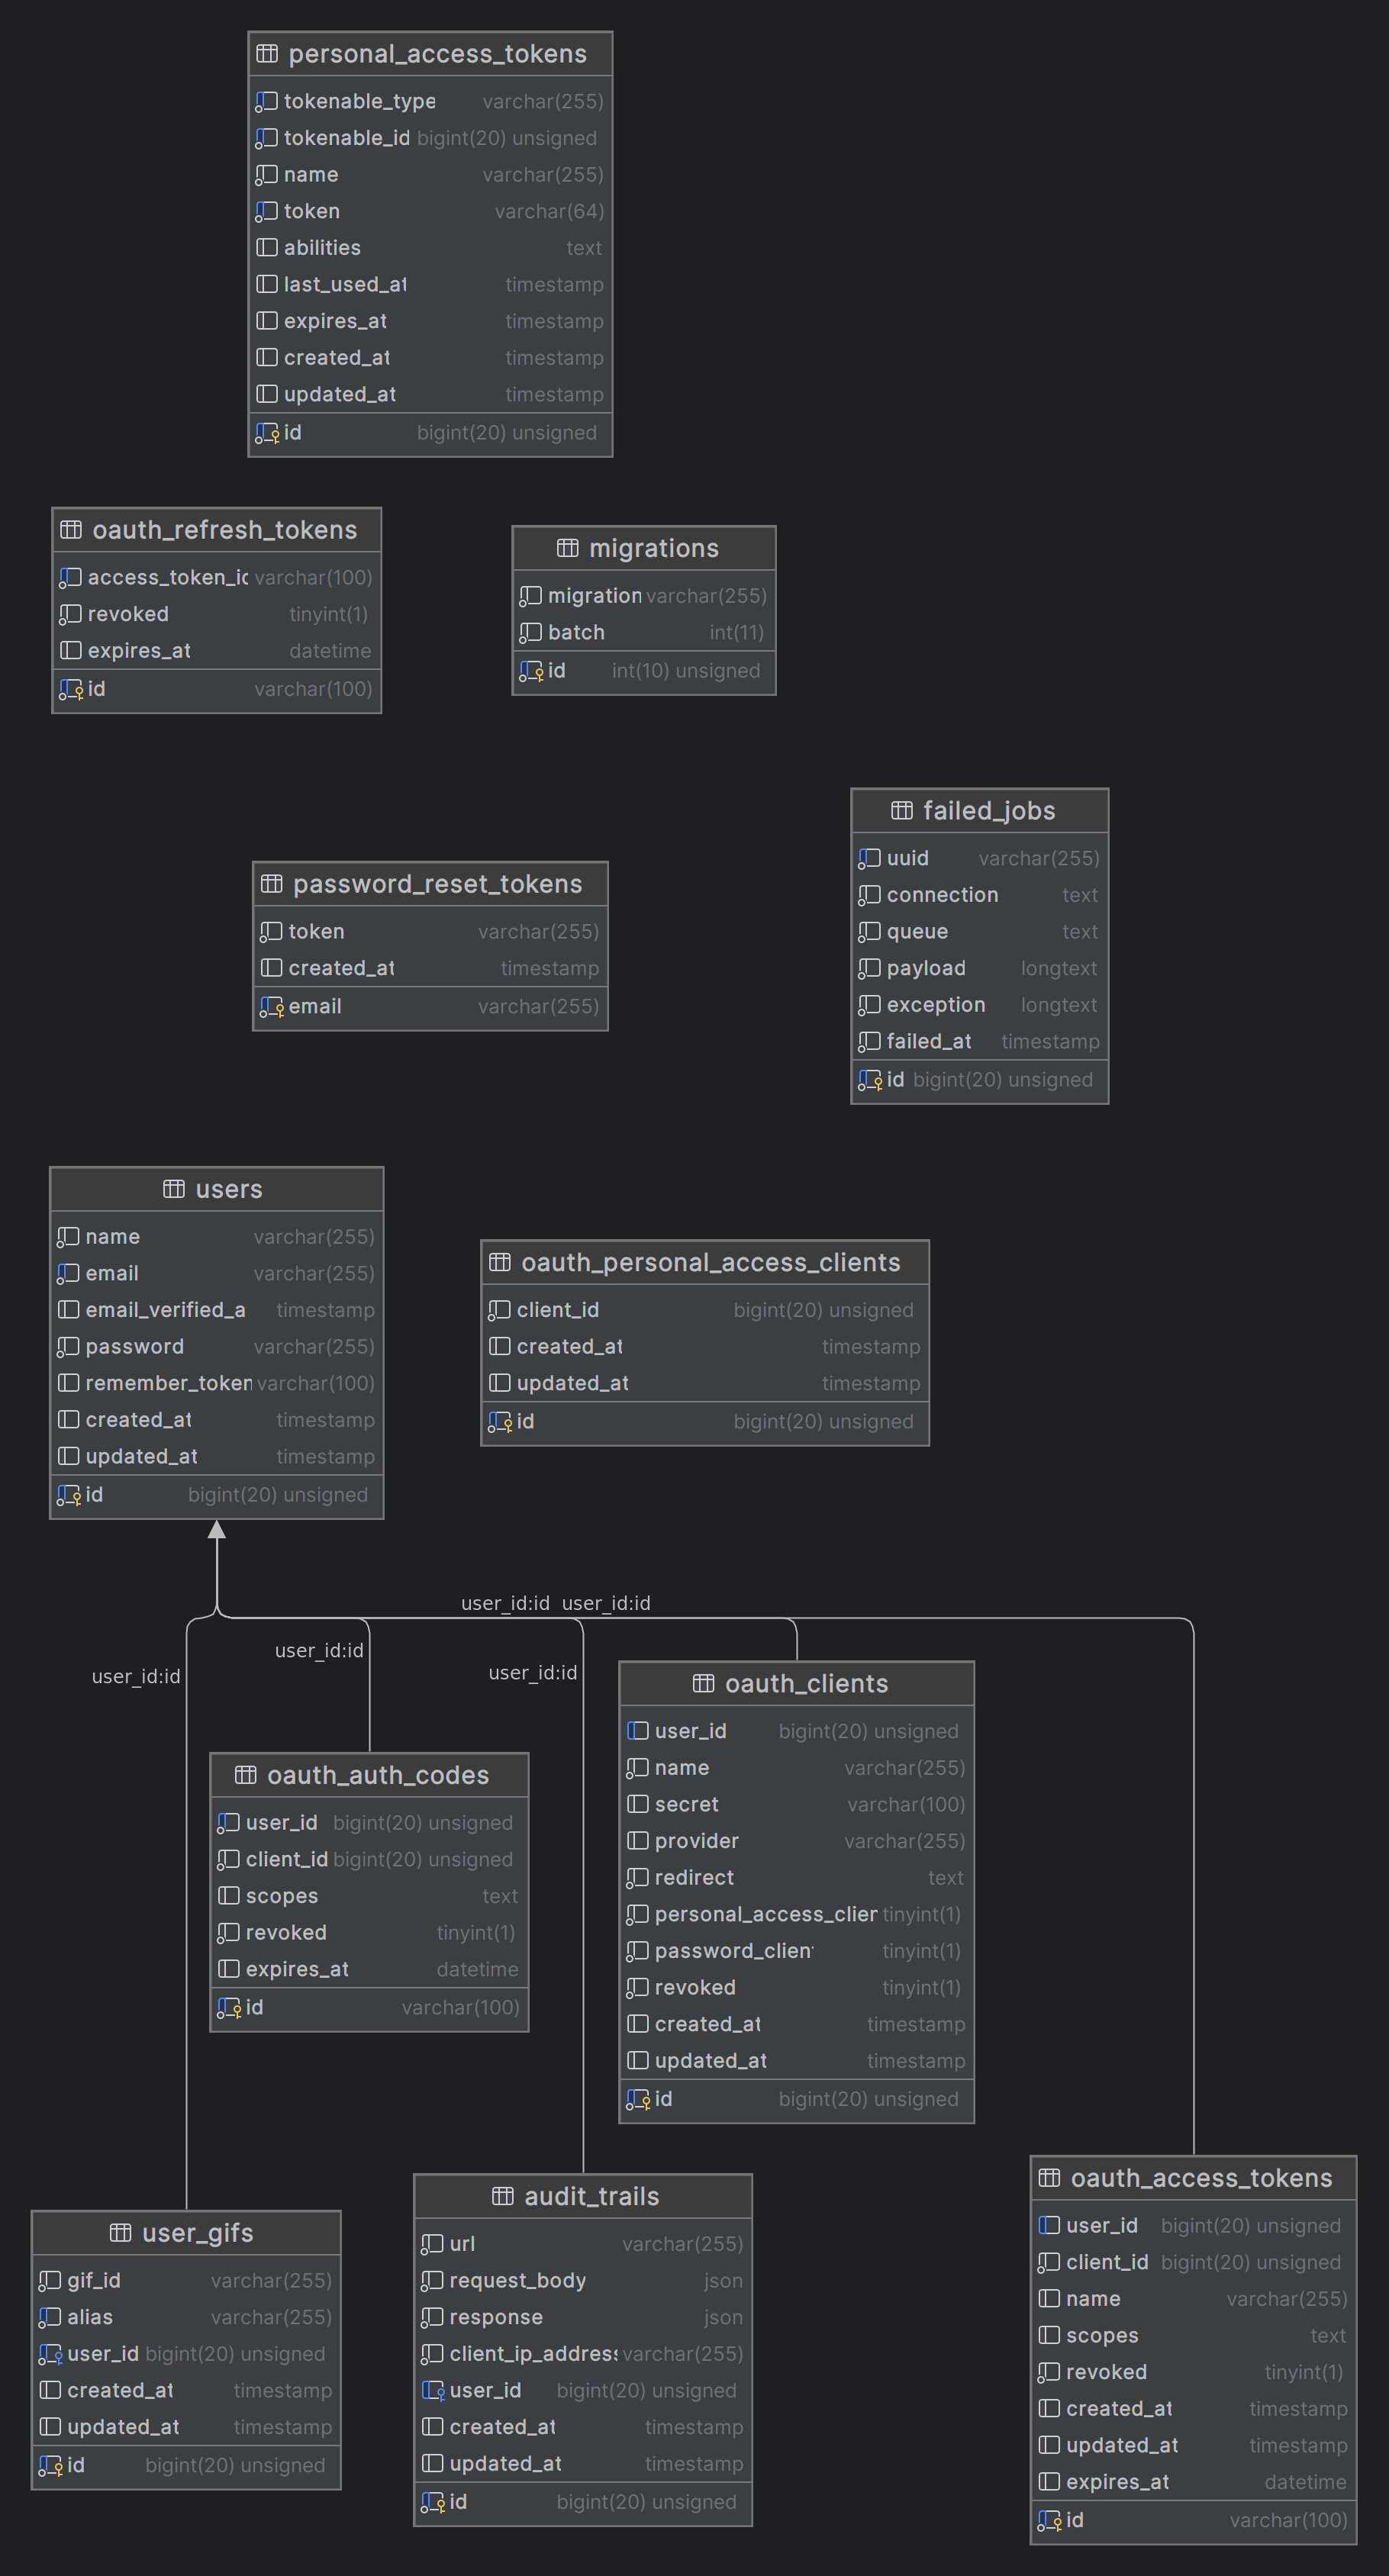 personal_access_tokens
tokenable_type varchar(255)
tokenable_id bigint(20) unsigned
name varchar(255)
token varchar(64)
abilities text
last_used_at timestamp
expires_at timestamp
created_at timestamp
updated_at timestamp
id bigint(20) unsigned
oauth_refresh_tokens
access_token_ic varchar(100)
revoked tinyint(1)
expires_at datetime
id varchar(100)
migrations
migration varchar(255)
batch int(11)
id int(10) unsigned
failed_jobs
uuid varchar(255)
connection text
queue text
payload longtext
exception longtext
failed_at timestamp
id bigint(20) unsigned
password_reset_tokens
token varchar(255)
created_at timestamp
email varchar(255)
users
name varchar(255)
email varchar(255)
email_verified_a timestamp
password varchar(255)
remember_token varchar(100)
created_at timestamp
updated_at timestamp
id bigint(20) unsigned
oauth_personal_access_clients
client_id bigint(20) unsigned
created_at timestamp
updated_at timestamp
id bigint(20) unsigned
user_id:id user_id:id
user_id:id
user_id:id
user_id:id
oauth_clients
user_id bigint(20) unsigned
name varchar(255)
secret varchar(100)
provider varchar(255)
redirect text
personal_access_clien tinyint(1)
password_client tinyint(1)
revoked tinyint(1)
created_at timestamp
updated_at timestamp
id bigint(20) unsigned
oauth_auth_codes
user_id bigint(20) unsigned
client_id bigint(20) unsigned
scopes text
revoked tinyint(1)
expires_at datetime
id varchar(100)
user_gifs
gif_id varchar(255)
alias varchar(255)
user_id bigint(20) unsigned
created_at timestamp
updated_at timestamp
id bigint(20) unsigned
audit_trails
url varchar(255)
request_body json
response json
client_ip_address varchar(255)
user_id bigint(20) unsigned
created_at timestamp
updated_at timestamp
id bigint(20) unsigned
oauth_access_tokens
user_id bigint(20) unsigned
client_id bigint(20) unsigned
name varchar(255)
scopes text
revoked tinyint(1)
created_at timestamp
updated_at timestamp
expires_at datetime
id varchar(100)